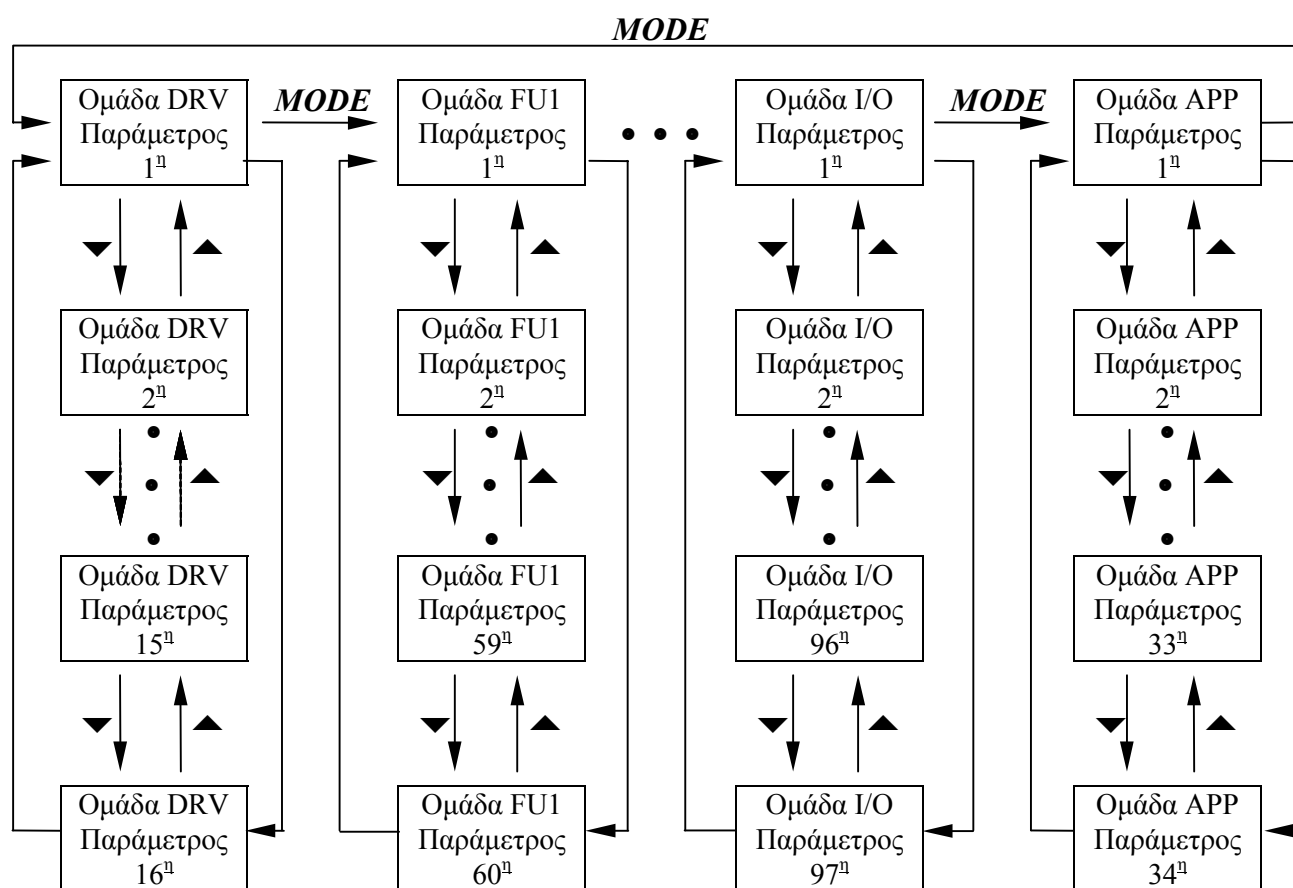 MODE
Ομάδα DRV
Παράμετρος
1η
MODE
Ομάδα FU1
Παράμετρος
1η
Ομάδα I/O
Παράμετρος
1η
MODE
Ομάδα APP
Παράμετρος
1η
Ομάδα DRV
Παράμετρος
2η
Ομάδα FU1
Παράμετρος
2η
Ομάδα I/O
Παράμετρος
2η
Ομάδα APP
Παράμετρος
2η
Ομάδα DRV
Παράμετρος
15η
Ομάδα FU1
Παράμετρος
59η
Ομάδα I/O
Παράμετρος
96η
Ομάδα APP
Παράμετρος
33η
Ομάδα DRV
Παράμετρος
16η
Ομάδα FU1
Παράμετρος
60η
Ομάδα I/O
Παράμετρος
97η
Ομάδα APP
Παράμετρος
34η